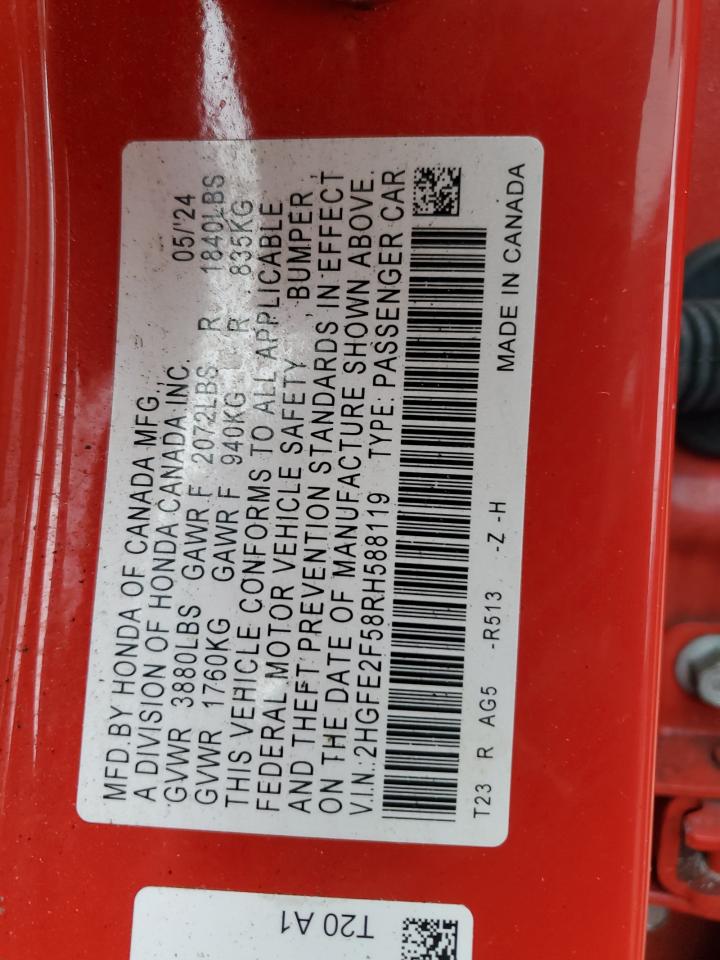 MFD.BY HONDA OF CANADA MFG.,
A DIVISION OF HONDA CANADA INC. 05/'24
GVWR 3880LBS GAWR F 2072LBS R 1840LBS
GVWR 1760KG GAWR F 940KG R 835KG
THIS VEHICLE CONFORMS TO ALL APPLICABLE
FEDERAL MOTOR VEHICLE SAFETY, BUMPER,
AND THEFT PREVENTION STANDARDS IN EFFECT
ON THE DATE OF MANUFACTURE SHOWN ABOVE.
V.I.N.:2HGFE2F58RH588119 TYPE: PASSENGER CAR
T23 R AG5 -R513 -Z -H MADE IN CANADA
T20 A1